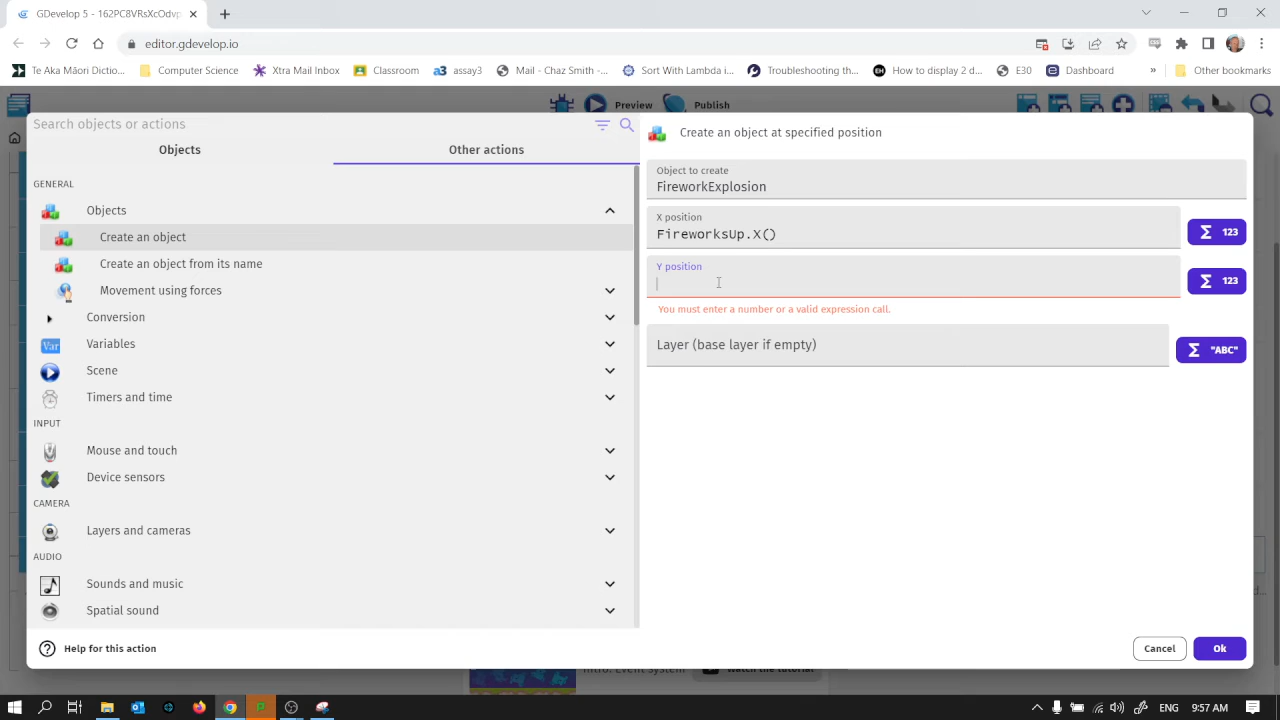 GDevelop 5 - 162PC8VRsXcOdvp
editor.gdevelop.io
Te Aka Māori Dictio...
Computer Science
Xtra Mail Inbox
Classroom
a3 assay3
Mail - Chaz Smith -...
Sort With Lambda i...
Troubleshooting th...
EH How to display 2 d...
E30
Dashboard
»
Other bookmarks
Preview
Publish
Search objects or actions
Objects
Other actions
GENERAL
Objects
Create an object
Create an object from its name
Movement using forces
Conversion
Var Variables
Scene
Timers and time
INPUT
Mouse and touch
Device sensors
CAMERA
Layers and cameras
AUDIO
Sounds and music
Spatial sound
? Help for this action
Create an object at specified position
Object to create
FireworkExplosion
X position
FireworksUp.X()
Σ 123
Y position
Σ 123
You must enter a number or a valid expression call.
Layer (base layer if empty)
Σ "ABC"
Cancel
Ok
Intro: Event system
Watch the tutorial
ENG
9:57 AM